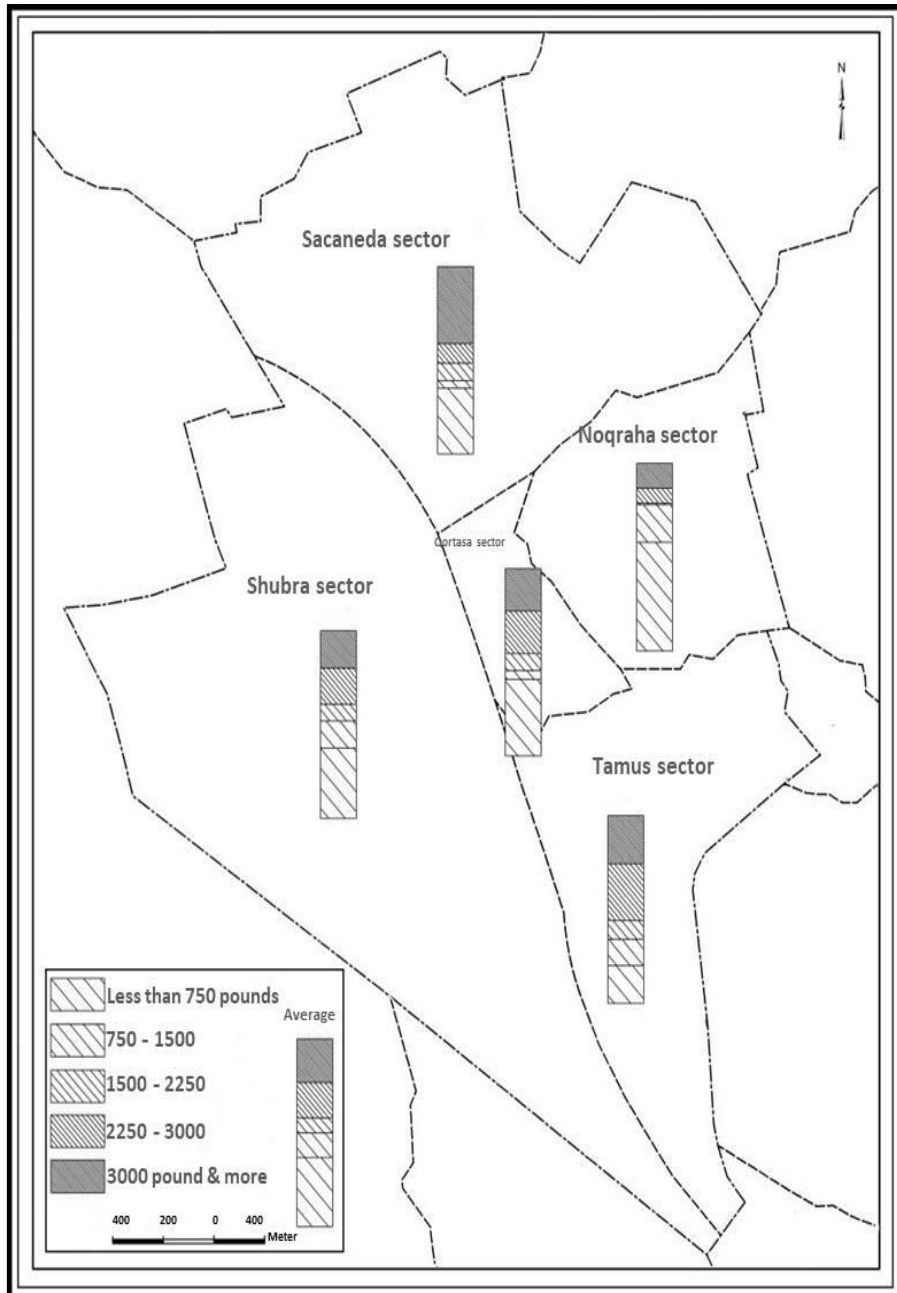 N
Sacaneda sector
Noqraha sector
Cortasa sector
Shubra sector
Tamus sector
Less than 750 pounds
Average
750 - 1500
1500 - 2250
2250 - 3000
3000 pound & more
400 200 0 400
Meter